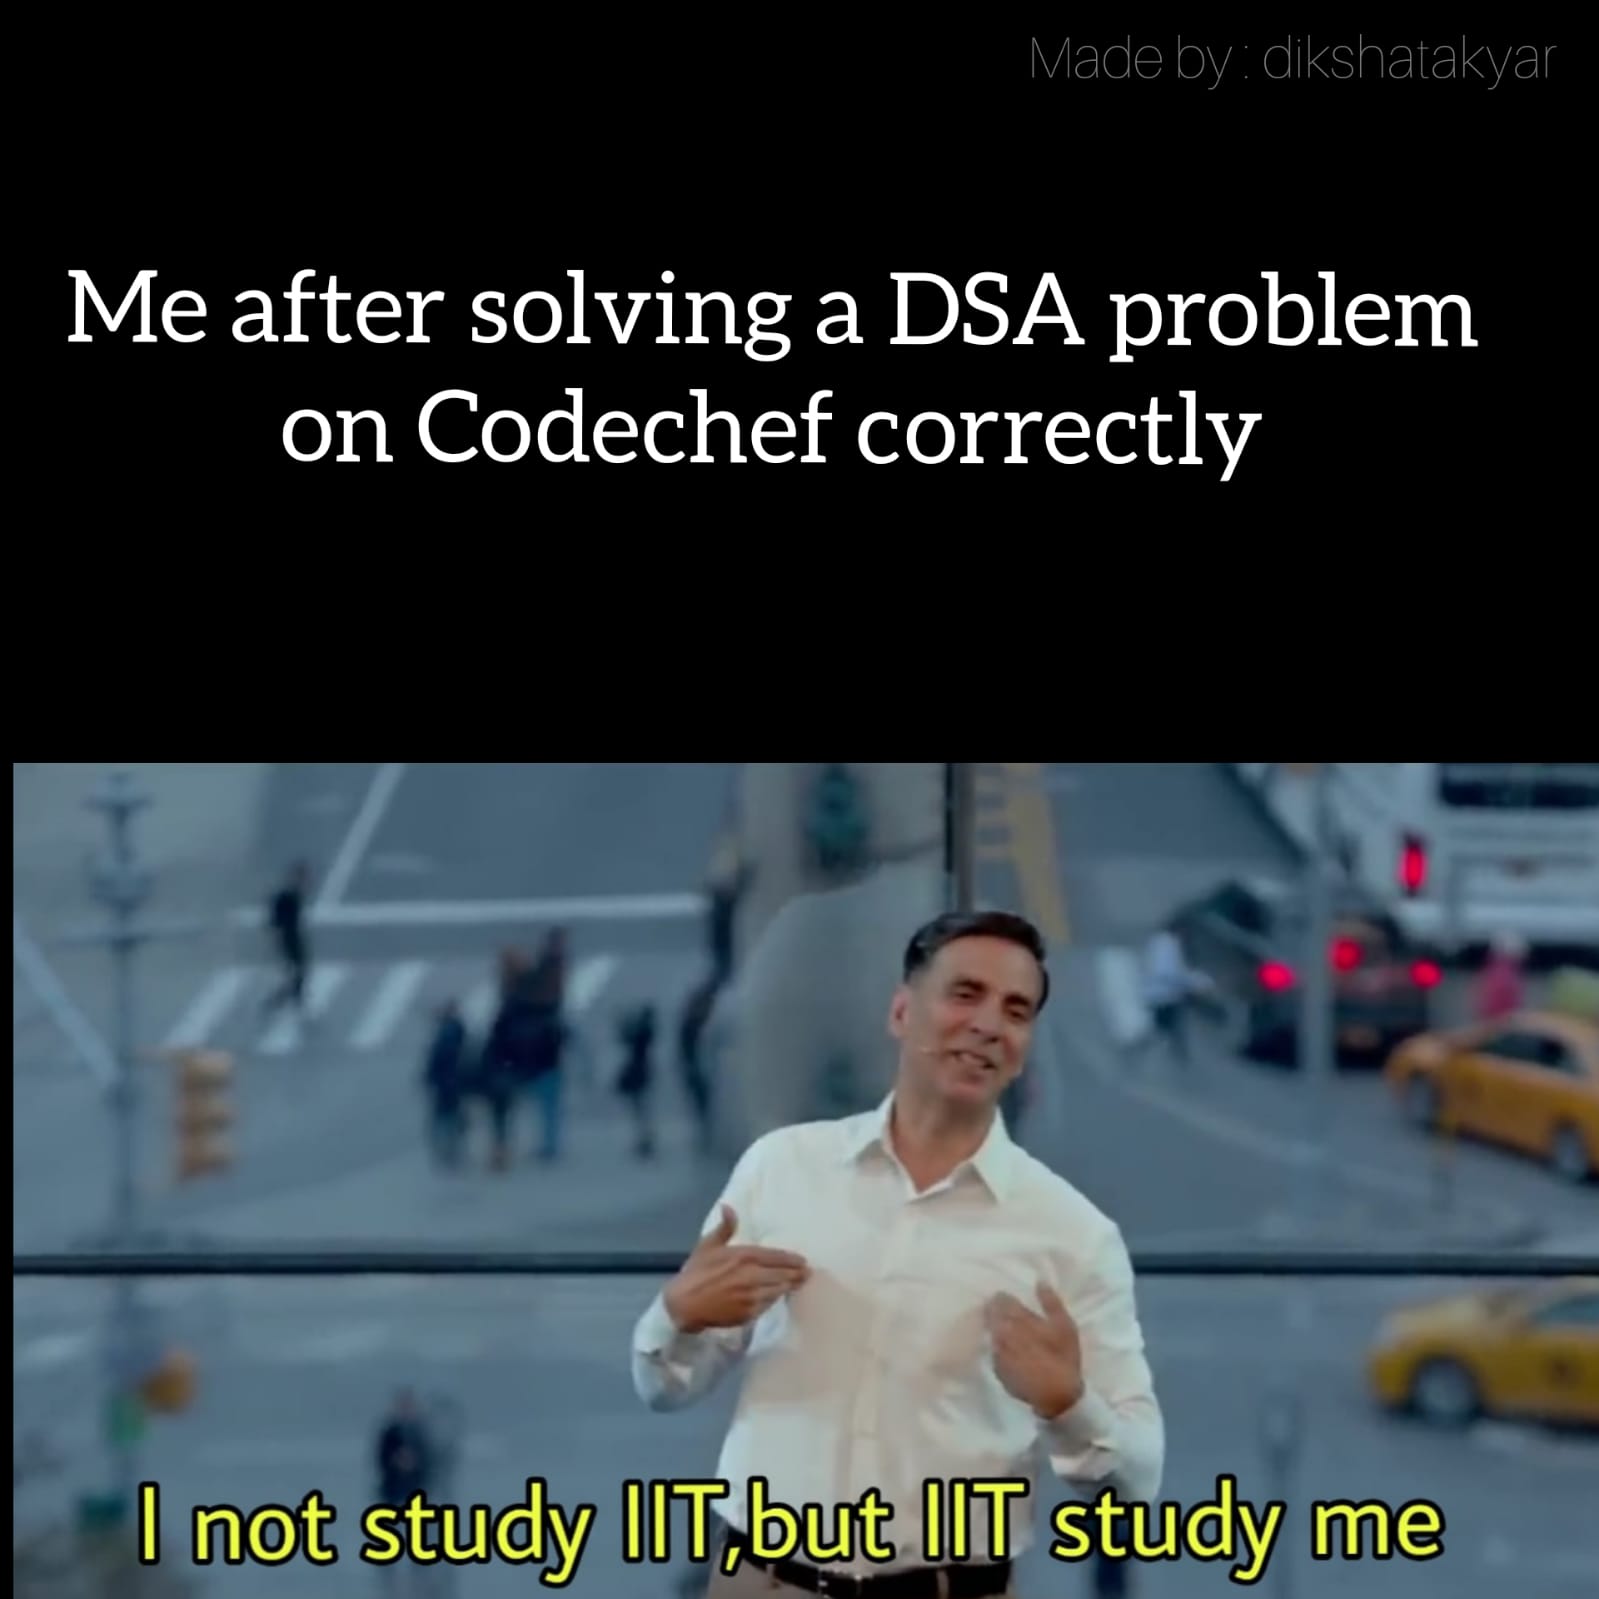 Made by : dikshatakyar
Me after solving a DSA problem
on Codechef correctly
I not study IIT,but IIT study me